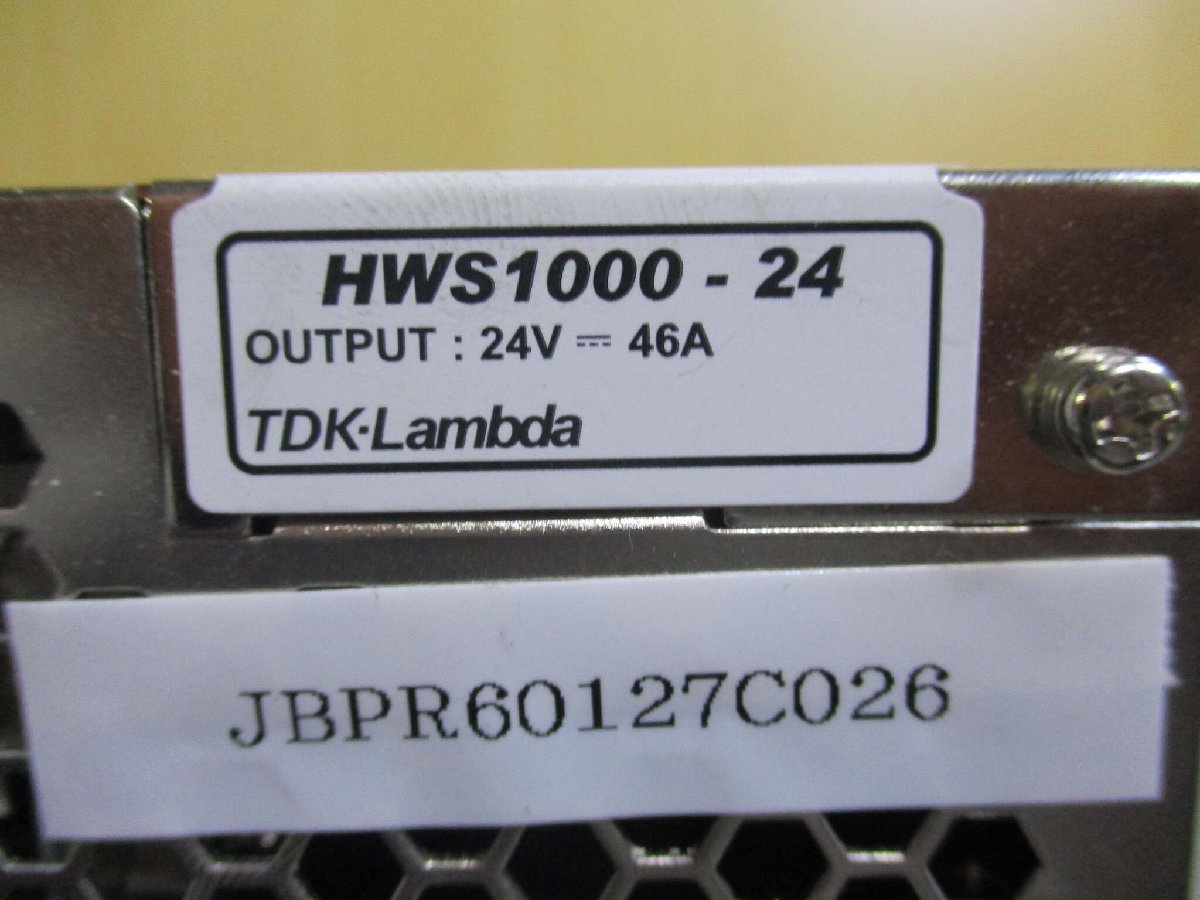 HWS1000 - 24
OUTPUT : 24V ⎓ 46A
TDK·Lambda
JBPR60127C026